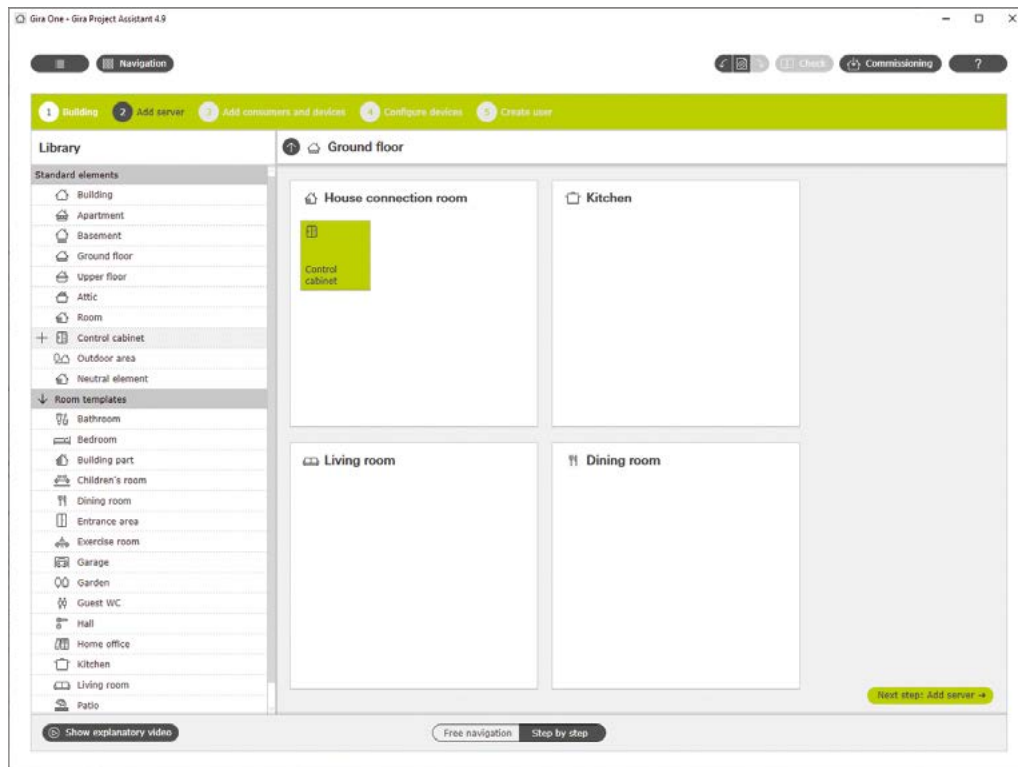 Gira One - Gira Project Assistant 4.9
Navigation
Check
Commissioning
?
1 Building 2 Add server 3 Add consumers and devices 4 Configure devices 5 Create user
Library
Ground floor
Standard elements
Building
Apartment
Basement
Ground floor
Upper floor
Attic
Room
Control cabinet
Outdoor area
Neutral element
Room templates
Bathroom
Bedroom
Building part
Children's room
Dining room
Entrance area
Exercise room
Garage
Garden
Guest WC
Hall
Home office
Kitchen
Living room
Patio
House connection room
Control
cabinet
Kitchen
Living room
Dining room
Next step: Add server →
Show explanatory video
Free navigation
Step by step